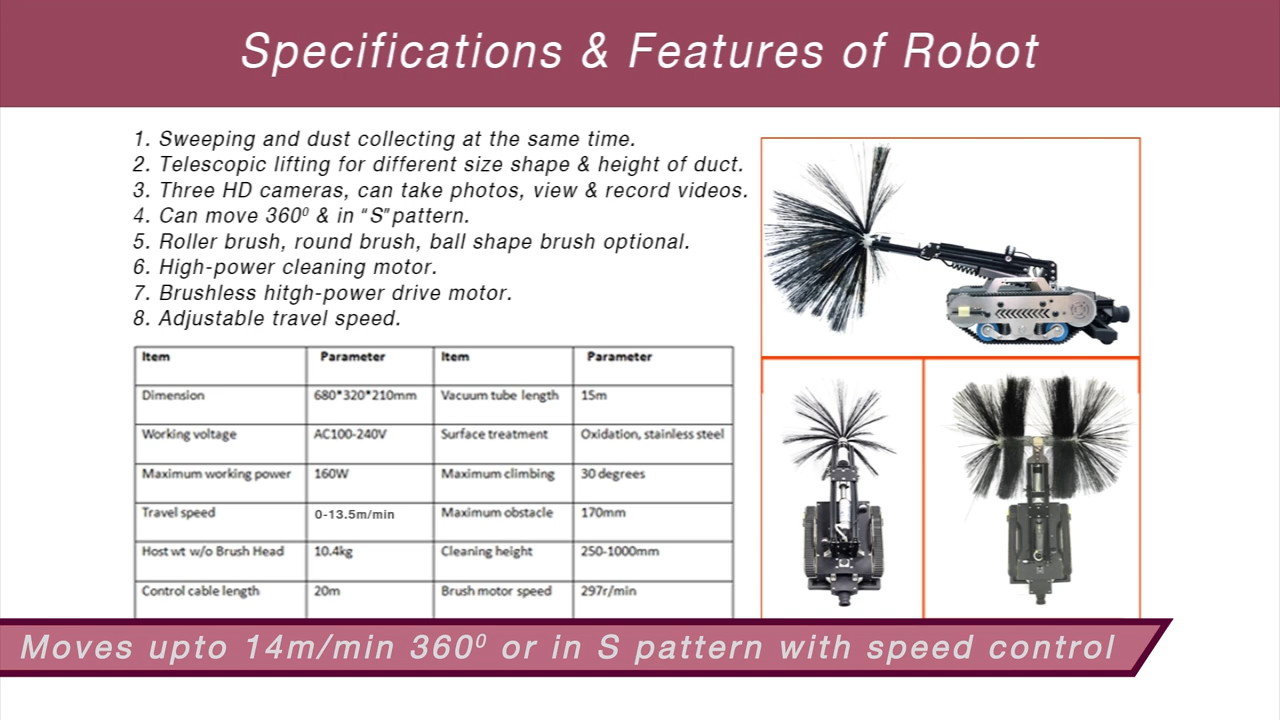 Specifications & Features of Robot
1. Sweeping and dust collecting at the same time.
2. Telescopic lifting for different size shape & height of duct.
3. Three HD cameras, can take photos, view & record videos.
4. Can move 360⁰ & in “S” pattern.
5. Roller brush, round brush, ball shape brush optional.
6. High-power cleaning motor.
7. Brushless hitgh-power drive motor.
8. Adjustable travel speed.
Item Parameter Item Parameter
Dimension 680*320*210mm Vacuum tube length 15m
Working voltage AC100-240V Surface treatment Oxidation, stainless steel
Maximum working power 160W Maximum climbing 30 degrees
Travel speed 0-13.5m/min Maximum obstacle 170mm
Host wt w/o Brush Head 10.4kg Cleaning height 250-1000mm
Control cable length 20m Brush motor speed 297r/min
Moves upto 14m/min 360⁰ or in S pattern with speed control